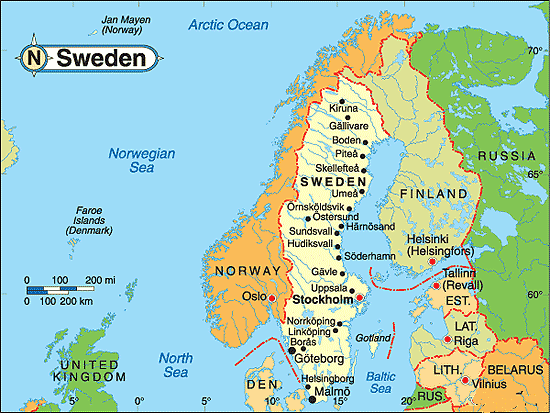 Jan Mayen
(Norway)
Arctic Ocean
N
Sweden
70°
Kiruna
Gällivare
Boden
Piteå
Skellefteå
Norwegian
Sea
RUSSIA
SWEDEN
65°
Umeå
FINLAND
Faroe
Islands
(Denmark)
Ornsköldsvik
Östersund
Härnösand
Sundsvall
Hudiksvall
Helsinki
(Helsingfors)
Söderhamn
NORWAY
Gävle
Tallinn
(Revall)
0 100 200 mi
0 100 200 km
Uppsala
Oslo
Stockholm
60°
EST.
Norrköping
Linköping
Borås
Gotland
LAT.
Riga
Göteborg
North
Sea
UNITED
KINGDOM
Baltic
Sea
LITH.
BELARUS
DEN
Helsingborg
Malmö
Vilnius
RUS.
5°
0°
5°
10°
15°
20°